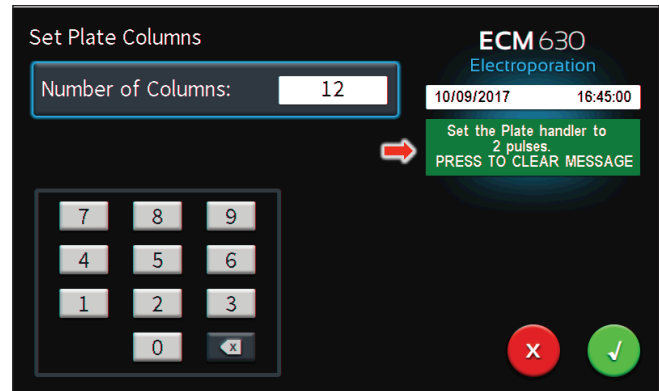 Set Plate Columns
Number of Columns: 12
ECM 630
Electroporation
10/09/2017 16:45:00
Set the Plate handler to
2 pulses.
PRESS TO CLEAR MESSAGE
7 8 9
4 5 6
1 2 3
0 x
X